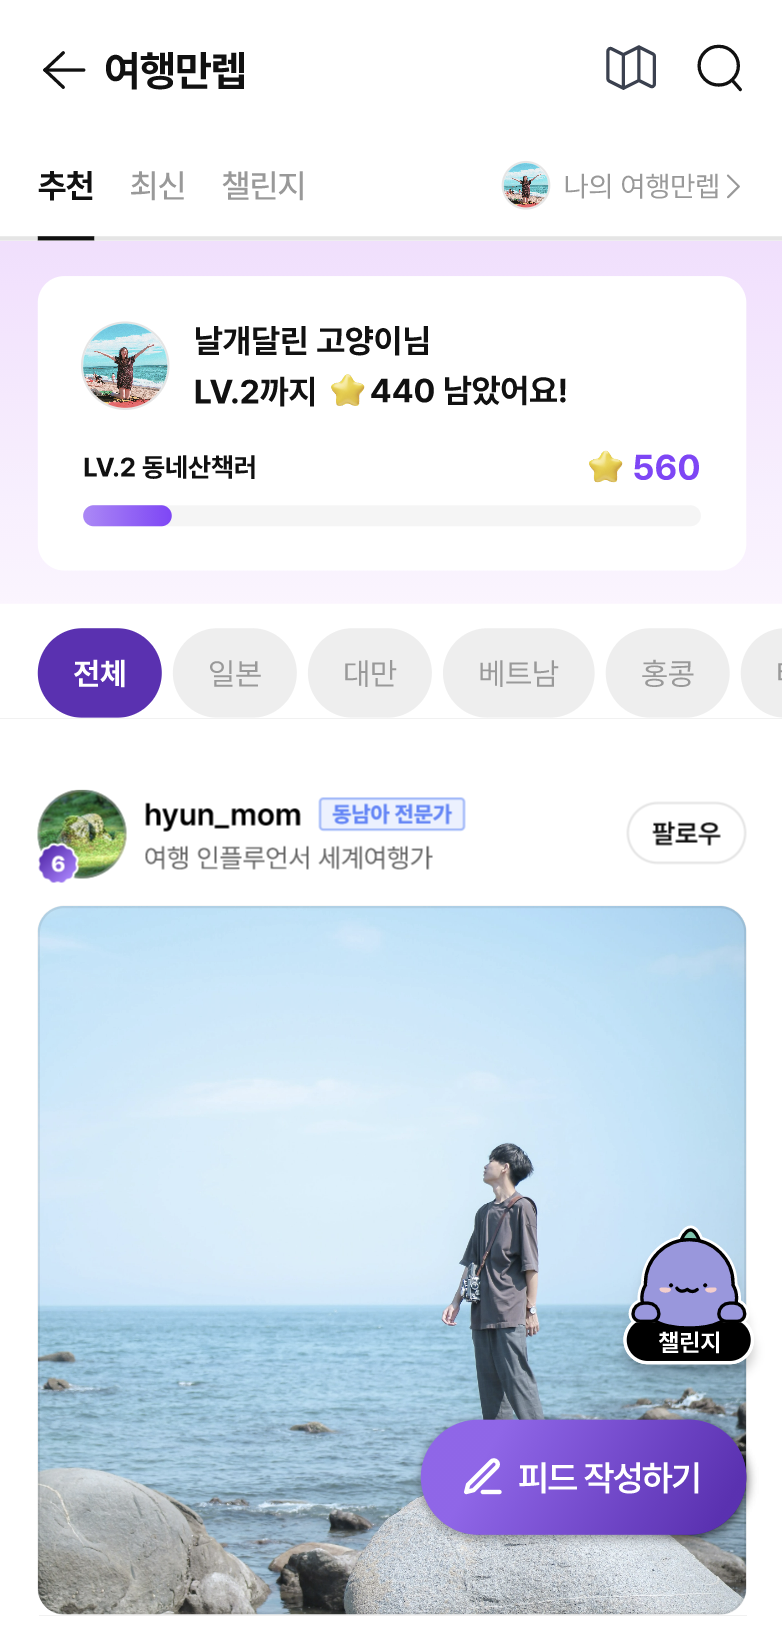 여행만렙
추천 최신 챌린지 나의 여행만렙
날개달린 고양이님
LV.2까지 440 남았어요!
LV.2 동네산책러 560
전체 일본 대만 베트남 홍콩
hyun_mom 동남아 전문가
6
여행 인플루언서 세계여행가
팔로우
챌린지
피드 작성하기